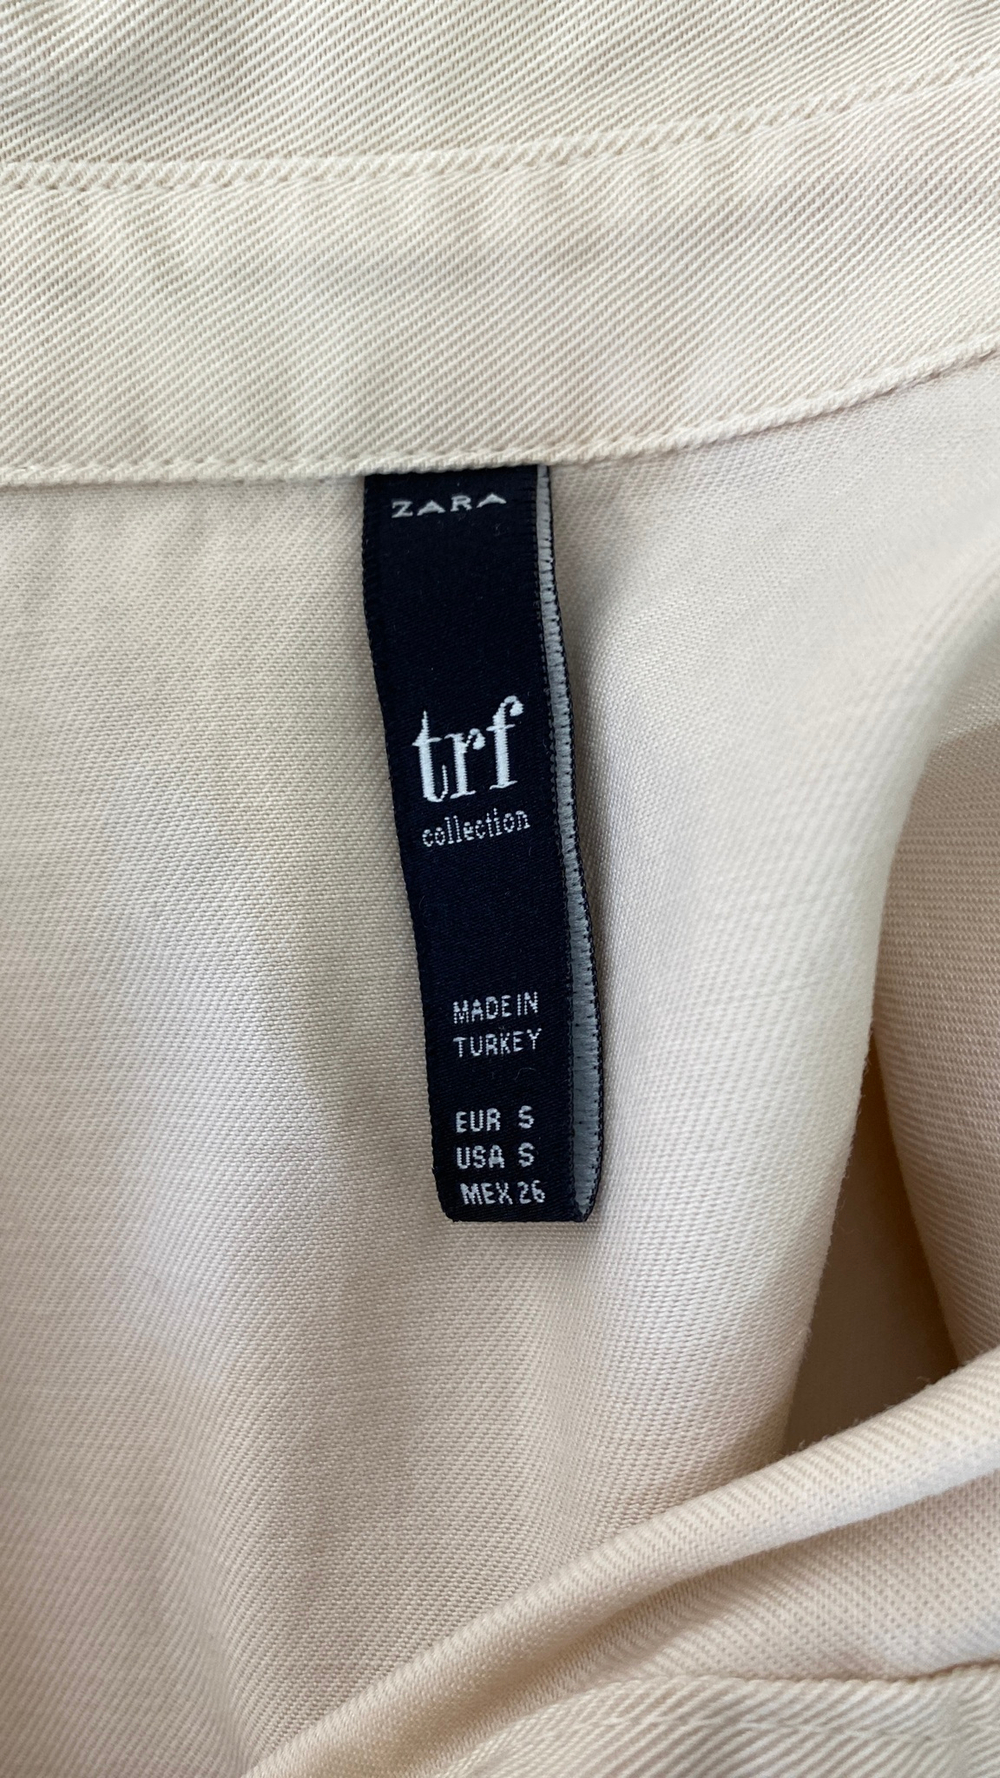 ZARA
trf
collection
MADE IN
TURKEY
EUR S
USA S
MEX 26